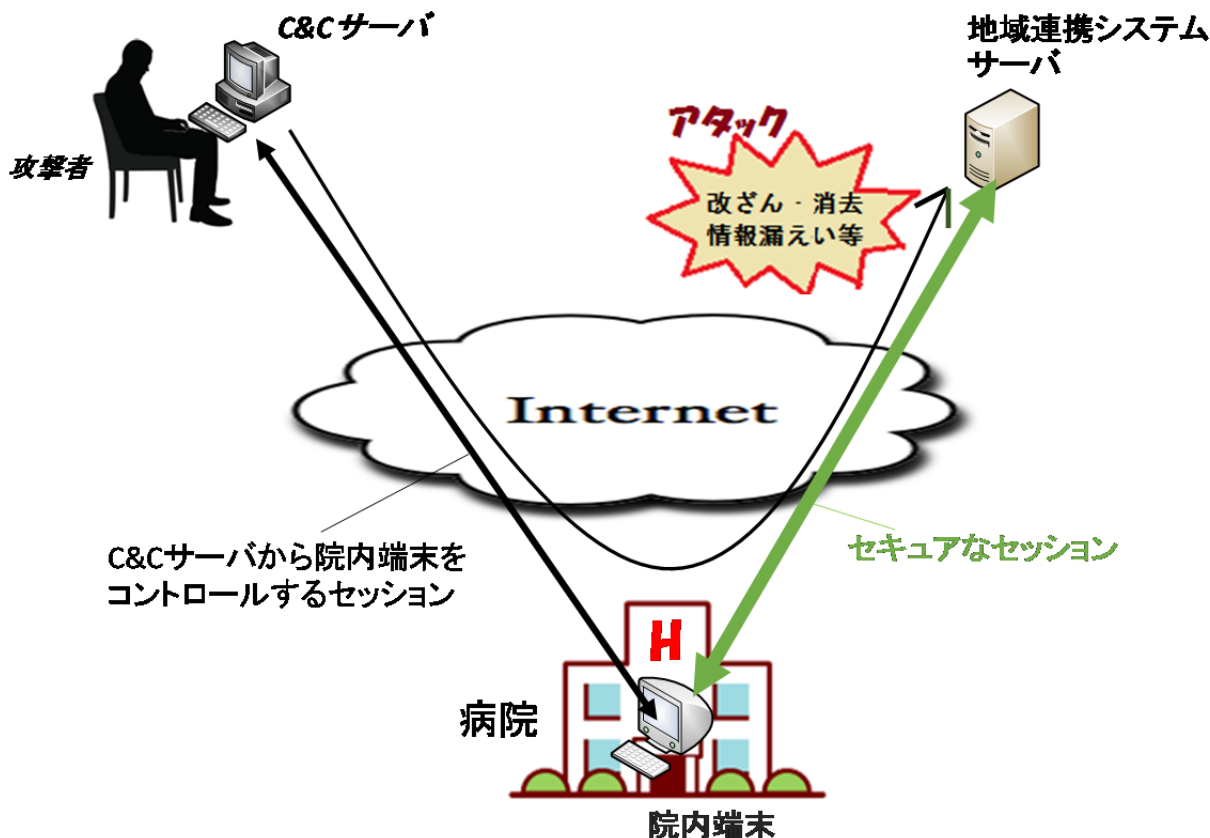 C&Cサーバ
地域連携システム
サーバ
アタック
攻撃者
改ざん・消去
情報漏えい等
Internet
C&Cサーバから院内端末を
コントロールするセッション
セキュアなセッション
H
病院
院内端末